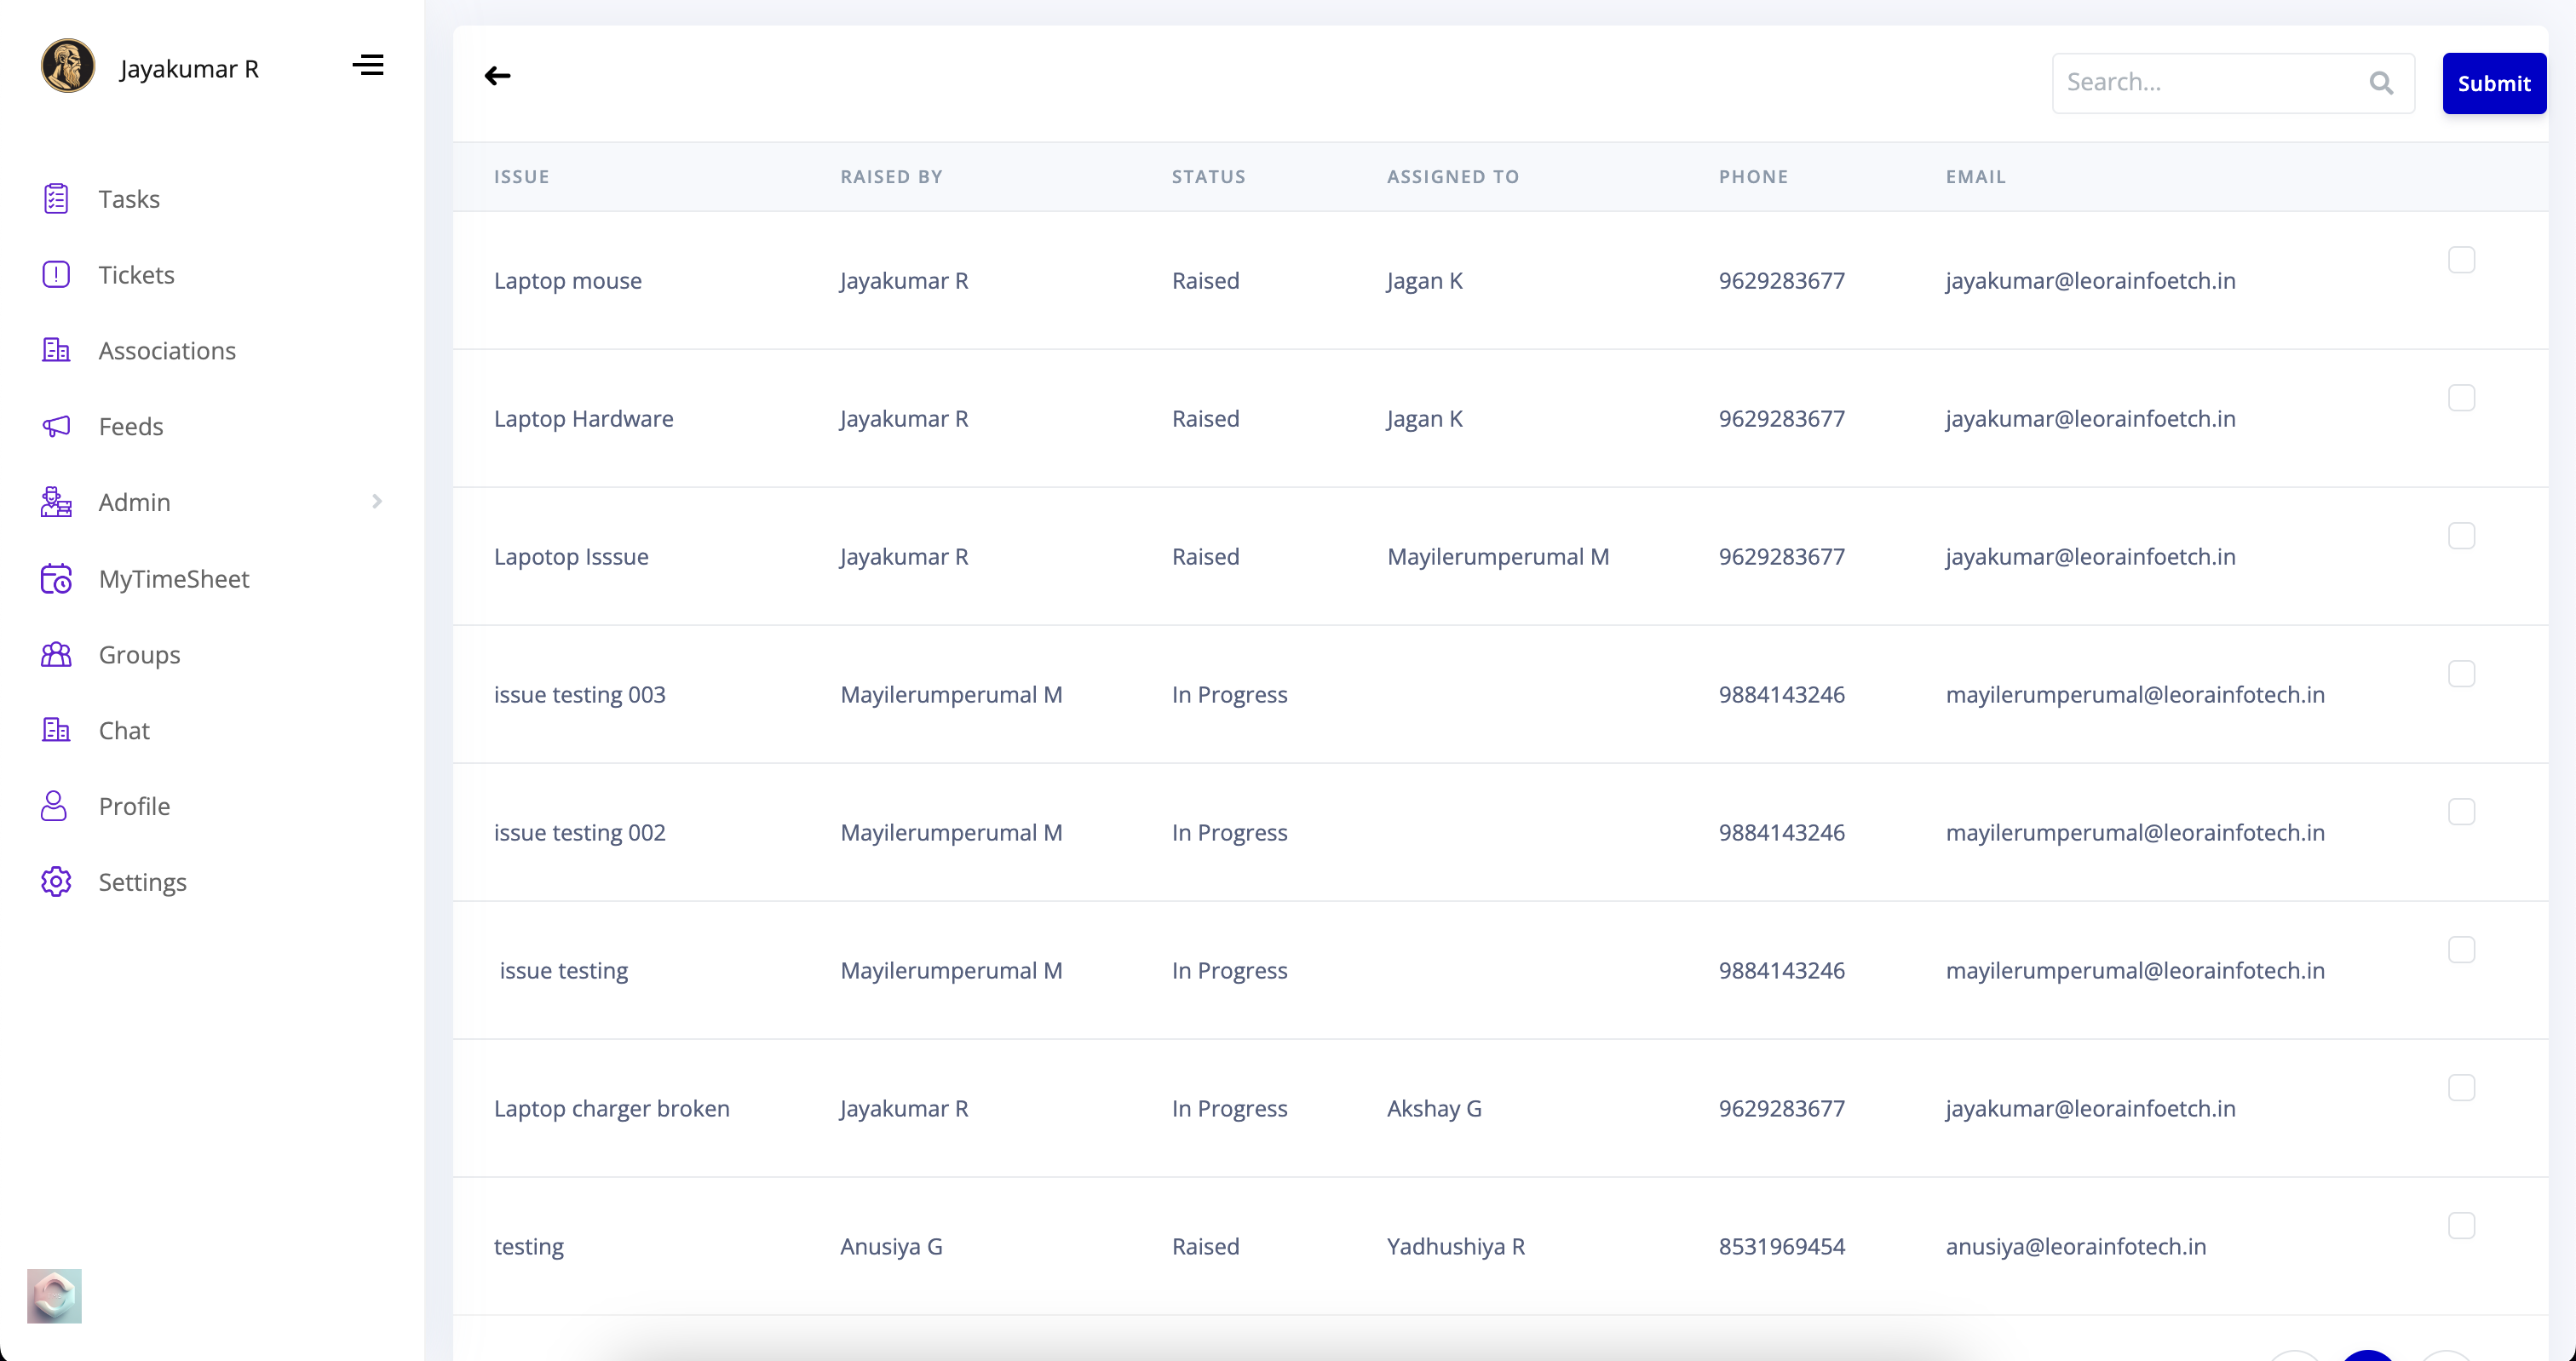 Jayakumar R
Tasks
Tickets
Associations
Feeds
Admin
MyTimeSheet
Groups
Chat
Profile
Settings
Search...
Submit
ISSUE RAISED BY STATUS ASSIGNED TO PHONE EMAIL
Laptop mouse Jayakumar R Raised Jagan K 9629283677 jayakumar@leorainfoetch.in
Laptop Hardware Jayakumar R Raised Jagan K 9629283677 jayakumar@leorainfoetch.in
Lapotop Isssue Jayakumar R Raised Mayilerumperumal M 9629283677 jayakumar@leorainfoetch.in
issue testing 003 Mayilerumperumal M In Progress 9884143246 mayilerumperumal@leorainfotech.in
issue testing 002 Mayilerumperumal M In Progress 9884143246 mayilerumperumal@leorainfotech.in
issue testing Mayilerumperumal M In Progress 9884143246 mayilerumperumal@leorainfotech.in
Laptop charger broken Jayakumar R In Progress Akshay G 9629283677 jayakumar@leorainfoetch.in
testing Anusiya G Raised Yadhushiya R 8531969454 anusiya@leorainfotech.in